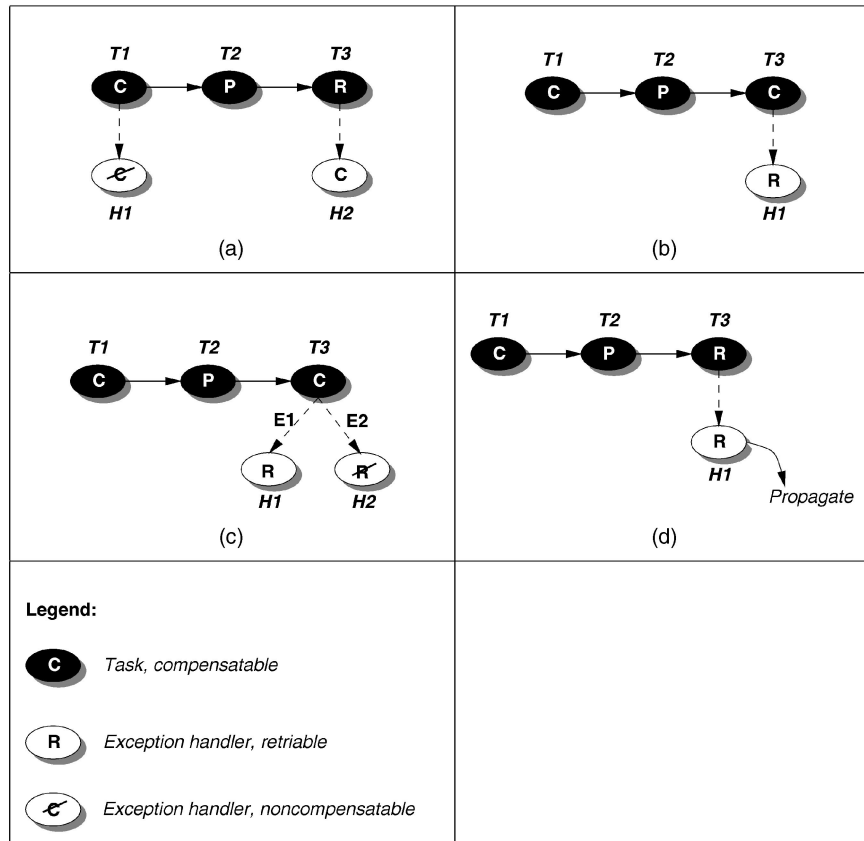 T1 T2 T3
C P R
C C
H1 H2
(a)
T1 T2 T3
C P C
R
H1
(b)
T1 T2 T3
C P C
E1 E2
R R
H1 H2
(c)
T1 T2 T3
C P R
R
H1
Propagate
(d)
Legend:
C Task, compensatable
R Exception handler, retriable
C Exception handler, noncompensatable